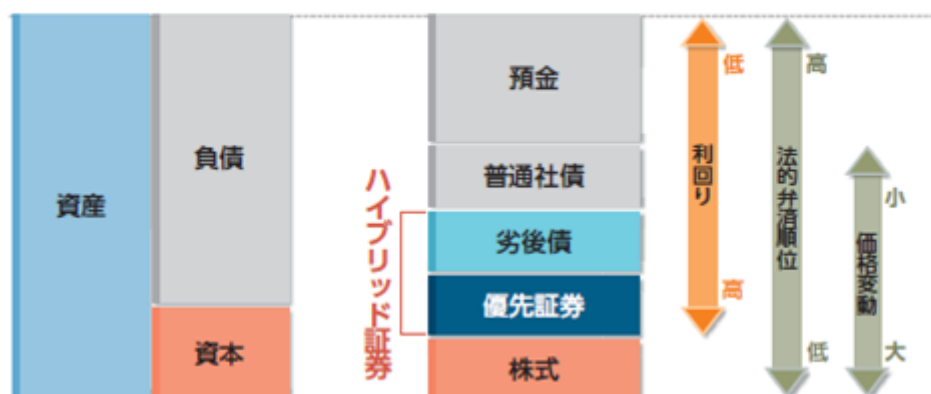 資産
負債
資本
ハイブリッド証券
預金
普通社債
劣後債
優先証券
株式
低
利回り
高
高
法的弁済順位
低
小
価格変動
大